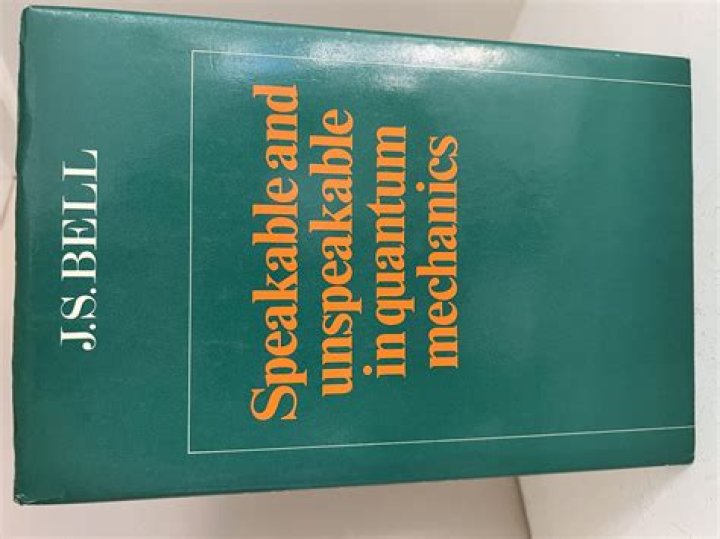 J.S.BELL
Speakable and
unspeakable
in quantum
mechanics